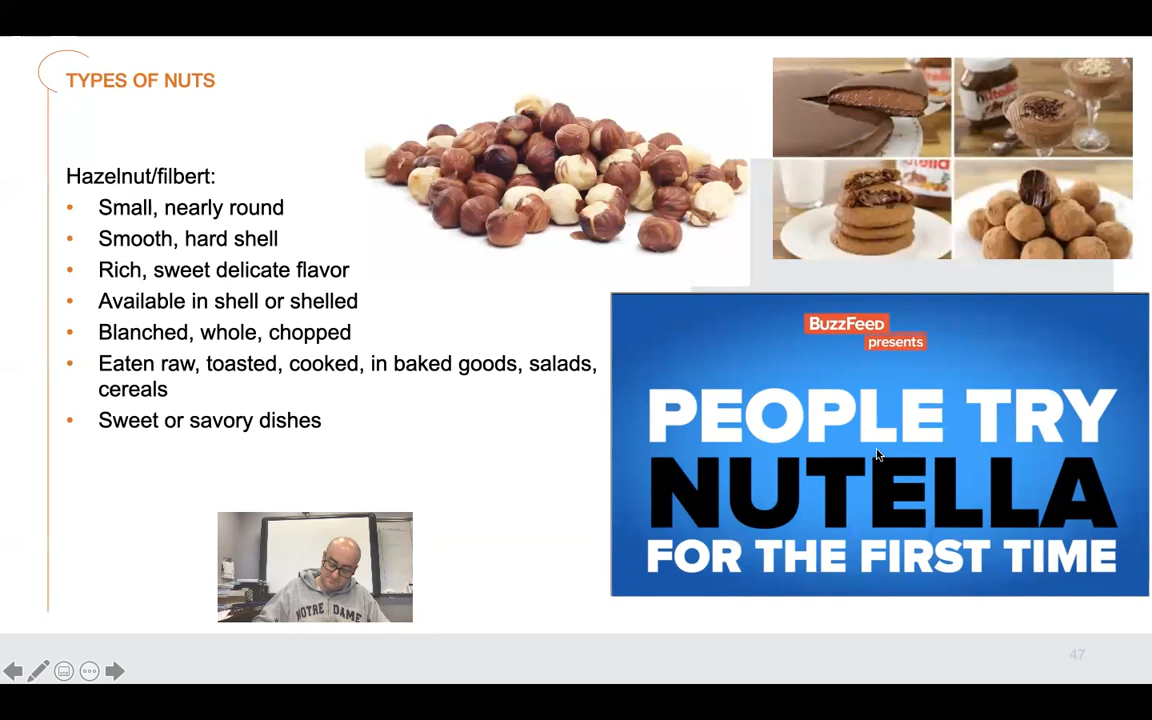 TYPES OF NUTS
Hazelnut/filbert:
• Small, nearly round
• Smooth, hard shell
• Rich, sweet delicate flavor
• Available in shell or shelled
• Blanched, whole, chopped
• Eaten raw, toasted, cooked, in baked goods, salads,
cereals
• Sweet or savory dishes
nutella
nutella
BuzzFeed
presents
PEOPLE TRY
NUTELLA
FOR THE FIRST TIME
NOTRE DAME
47